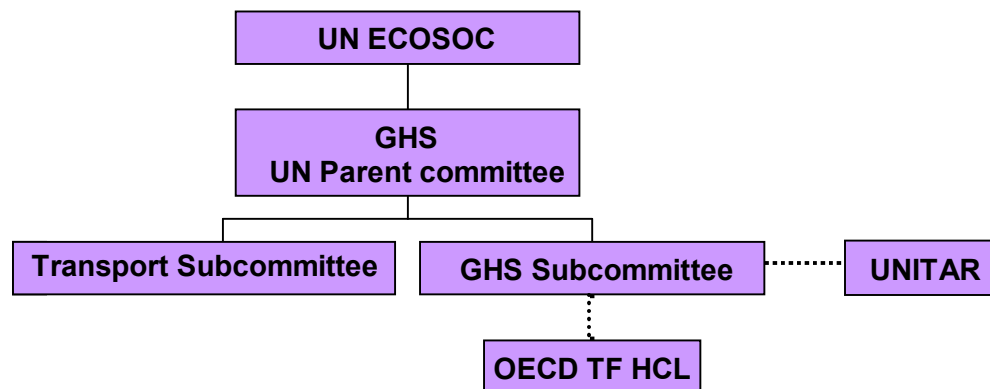 UN ECOSOC
GHS
UN Parent committee
Transport Subcommittee
GHS Subcommittee
UNITAR
OECD TF HCL